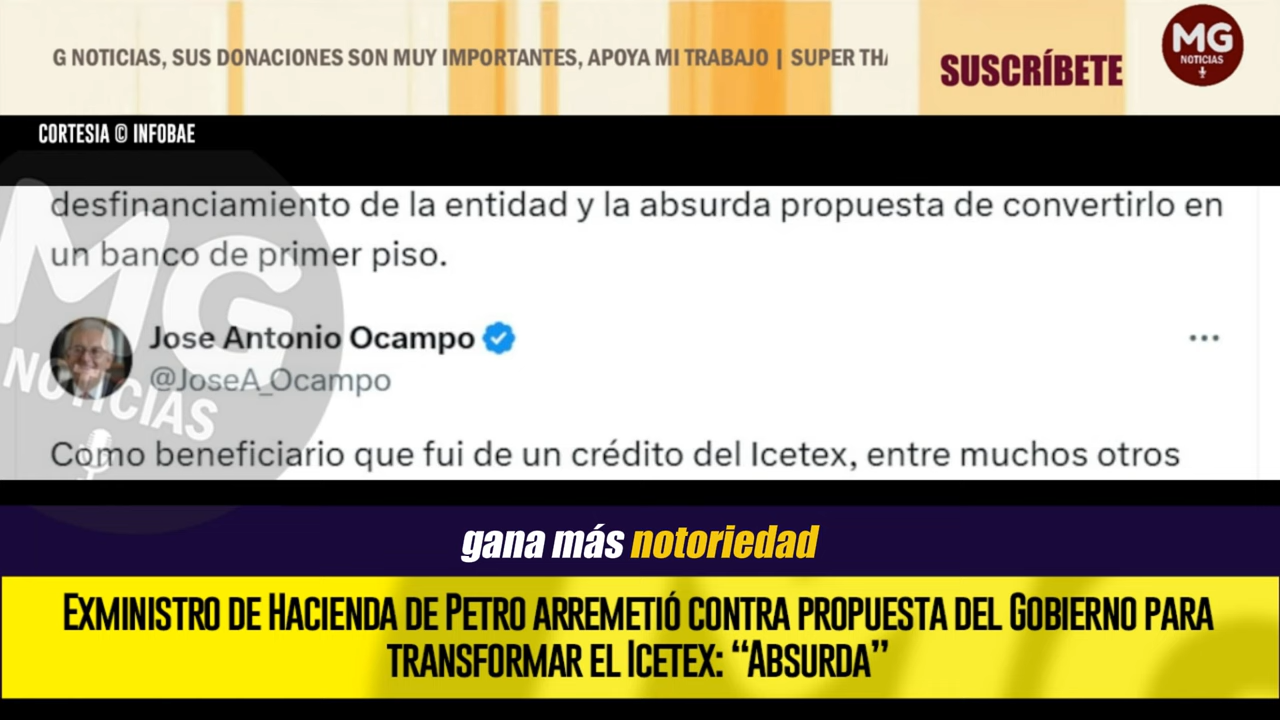 G NOTICIAS, SUS DONACIONES SON MUY IMPORTANTES, APOYA MI TRABAJO | SUPER THA
SUSCRÍBETE
MG
NOTICIAS
CORTESIA © INFOBAE
desfinanciamiento de la entidad y la absurda propuesta de convertirlo en
un banco de primer piso.
Jose Antonio Ocampo
@JoseA_Ocampo
MG
NOTICIAS
Como beneficiario que fui de un crédito del Icetex, entre muchos otros
gana más notoriedad
EXMINISTRO DE HACIENDA DE PETRO ARREMETIÓ CONTRA PROPUESTA DEL GOBIERNO PARA
TRANSFORMAR EL ICETEX: “ABSURDA”